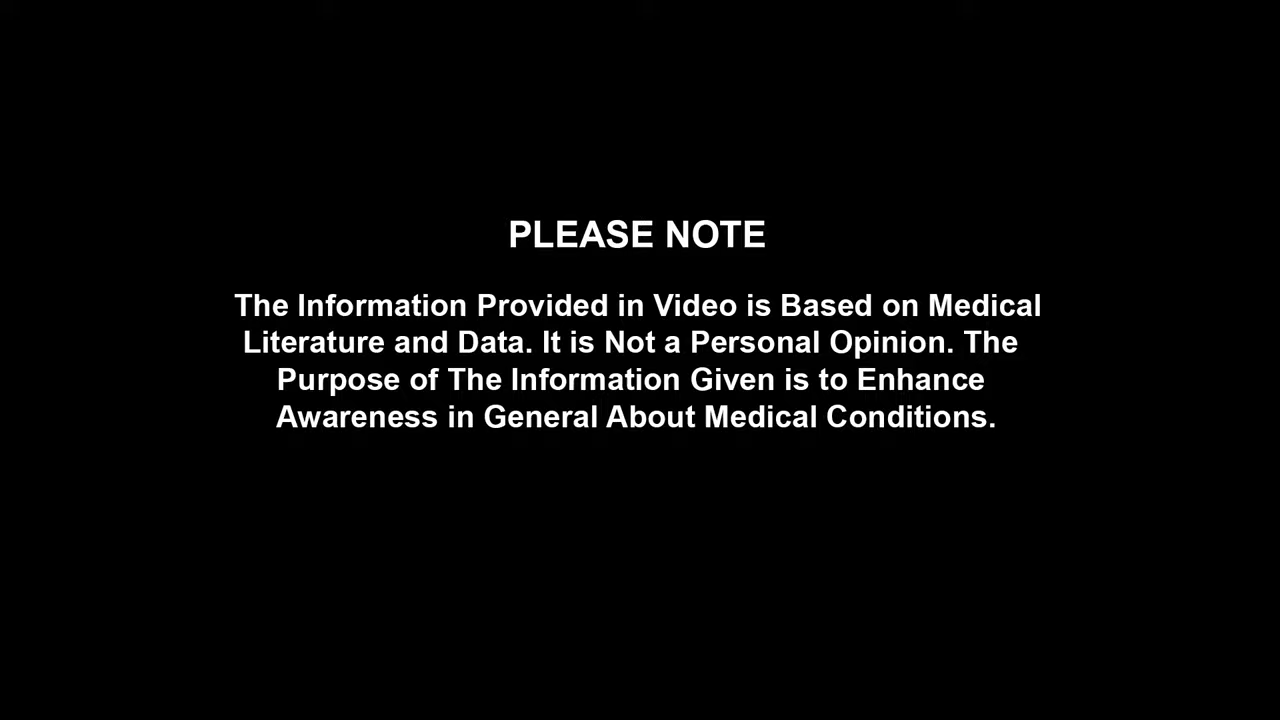 PLEASE NOTE
The Information Provided in Video is Based on Medical
Literature and Data. It is Not a Personal Opinion. The
Purpose of The Information Given is to Enhance
Awareness in General About Medical Conditions.